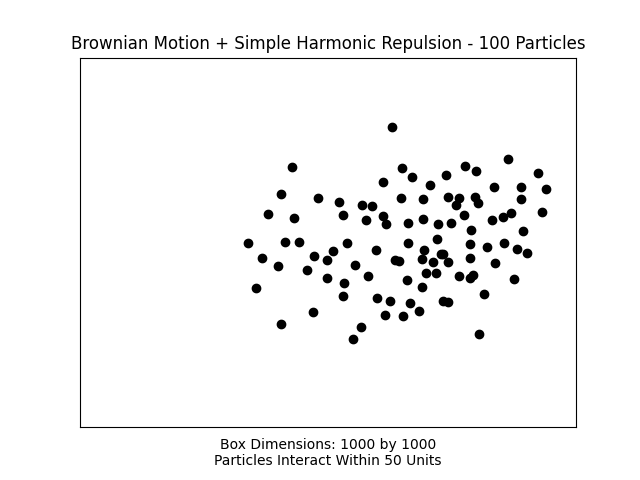 Brownian Motion + Simple Harmonic Repulsion - 100 Particles
Box Dimensions: 1000 by 1000
Particles Interact Within 50 Units